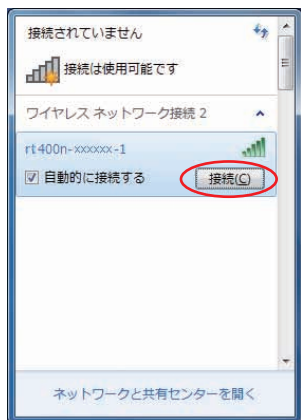 接続されていません
接続は使用可能です
ワイヤレス ネットワーク接続 2
rt400n-xxxxxx-1
自動的に接続する
接続(C)
ネットワークと共有センターを開く